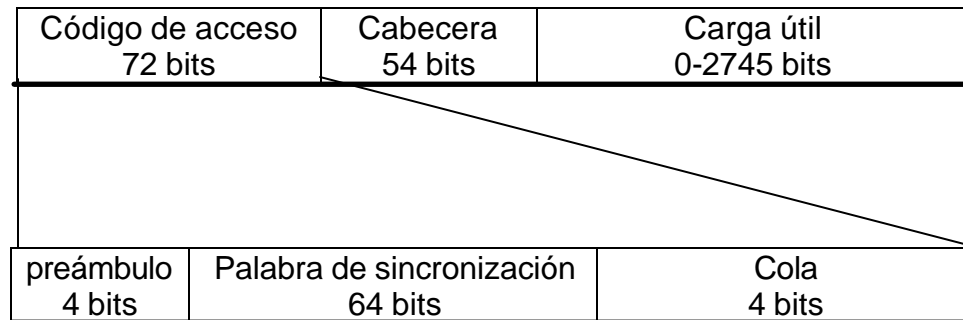 Código de acceso
72 bits
Cabecera
54 bits
Carga útil
0-2745 bits
preámbulo
4 bits
Palabra de sincronización
64 bits
Cola
4 bits